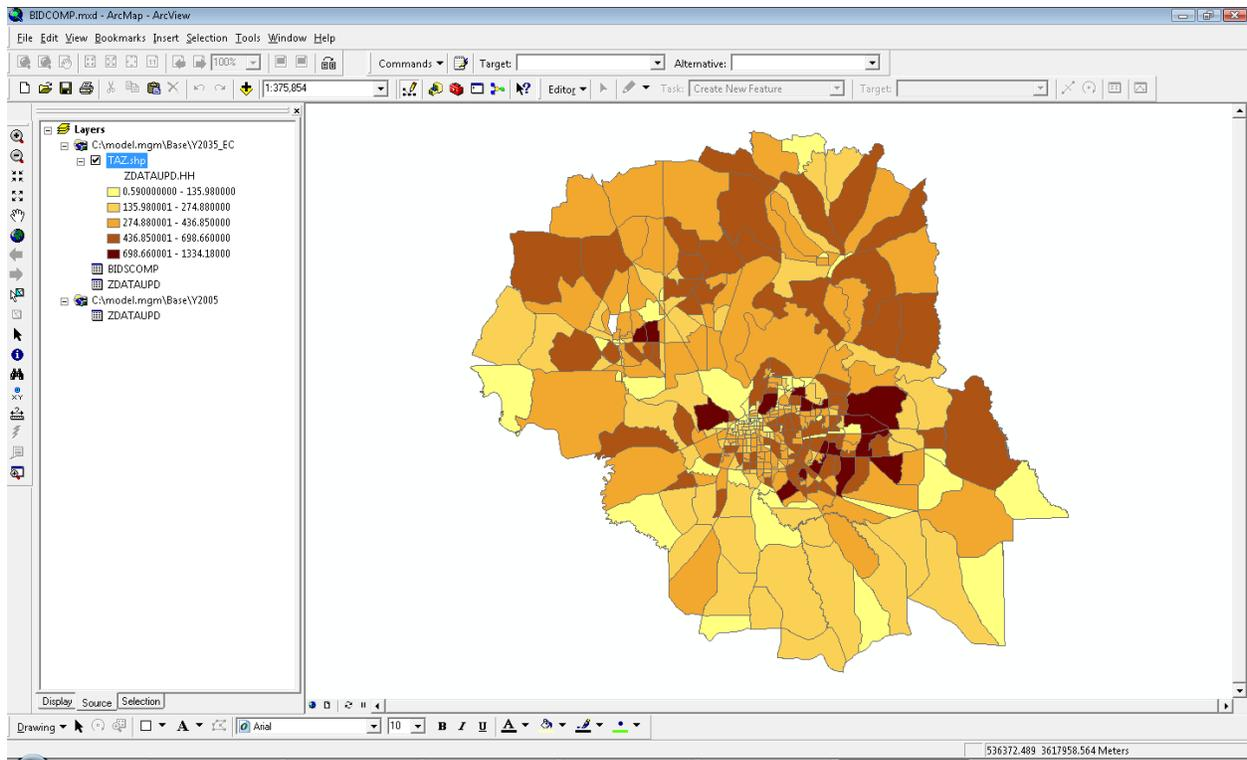 BIDCOMP.mxd - ArcMap - ArcView
File Edit View Bookmarks Insert Selection Tools Window Help
100% Commands Target: Alternative:
1:375,854 Editor Task: Create New Feature Target:
Layers
C:\model.mgm\Base\Y2035_EC
TAZ.shp
ZDATAUPD.HH
0.590000000 - 135.980000
135.980001 - 274.880000
274.880001 - 436.850000
436.850001 - 698.660000
698.660001 - 1334.18000
BIDSCOMP
ZDATAUPD
C:\model.mgm\Base\Y2005
ZDATAUPD
Display Source Selection
Drawing A Arial 10 B I U A
536372.489 3617958.564 Meters